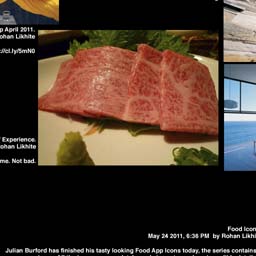 p April 2011.
Rohan Likhite
://cl.ly/5mN0
' Experience.
Rohan Likhite
me. Not bad.
Food Icon
May 24 2011, 6:36 PM by Rohan Likhi
Julian Burford has finished his tasty looking Food App Icons today, the series contains